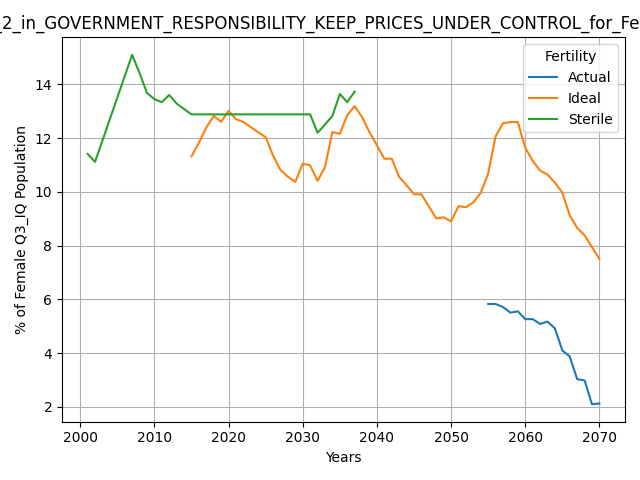 _2_in_GOVERNMENT_RESPONSIBILITY_KEEP_PRICES_UNDER_CONTROL_for_Fe
Fertility
Actual
Ideal
Sterile
% of Female Q3_IQ Population
14
12
10
8
6
4
2
2000 2010 2020 2030 2040 2050 2060 2070
Years